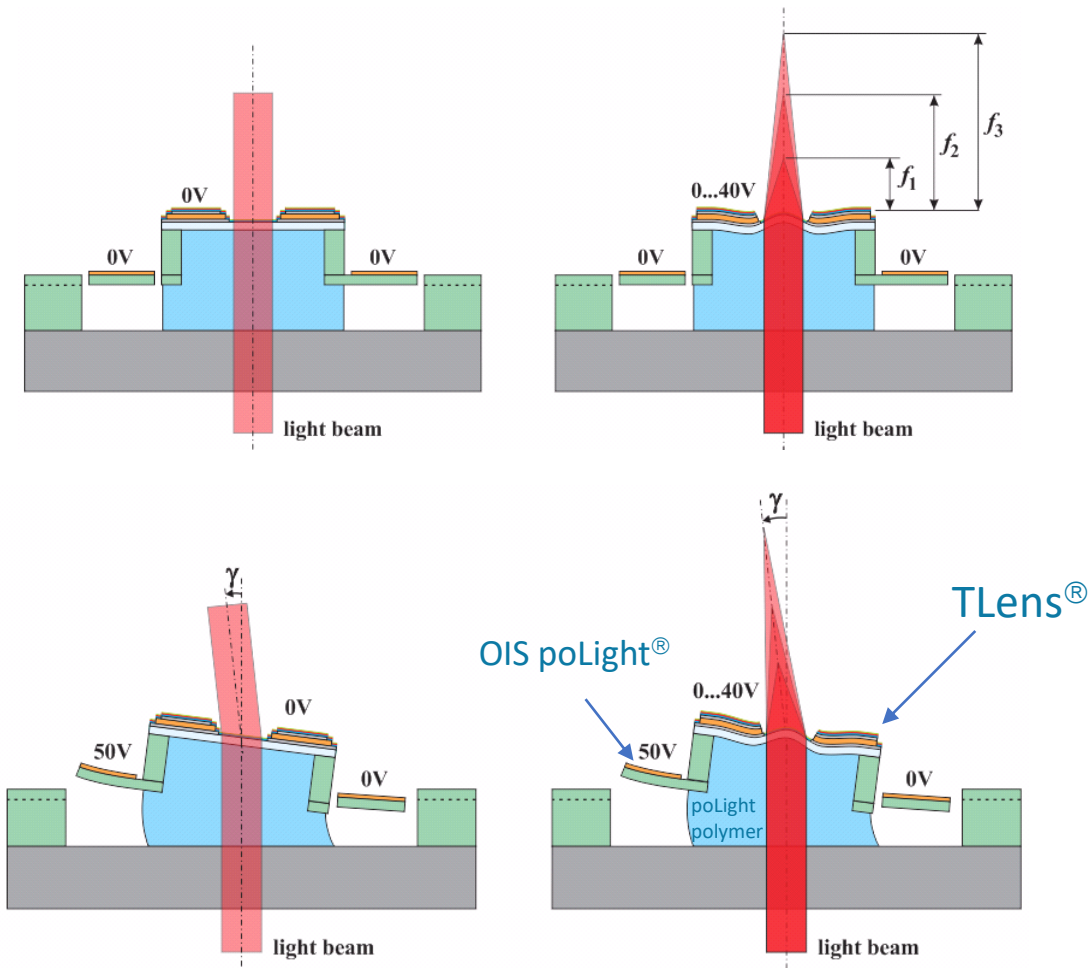 0V
0V
0V
light beam
0...40V
0V
0V
f₁
f₂
f₃
light beam
γ
0V
50V
0V
light beam
γ
TLens®
OIS poLight®
0...40V
50V
0V
poLight
polymer
light beam